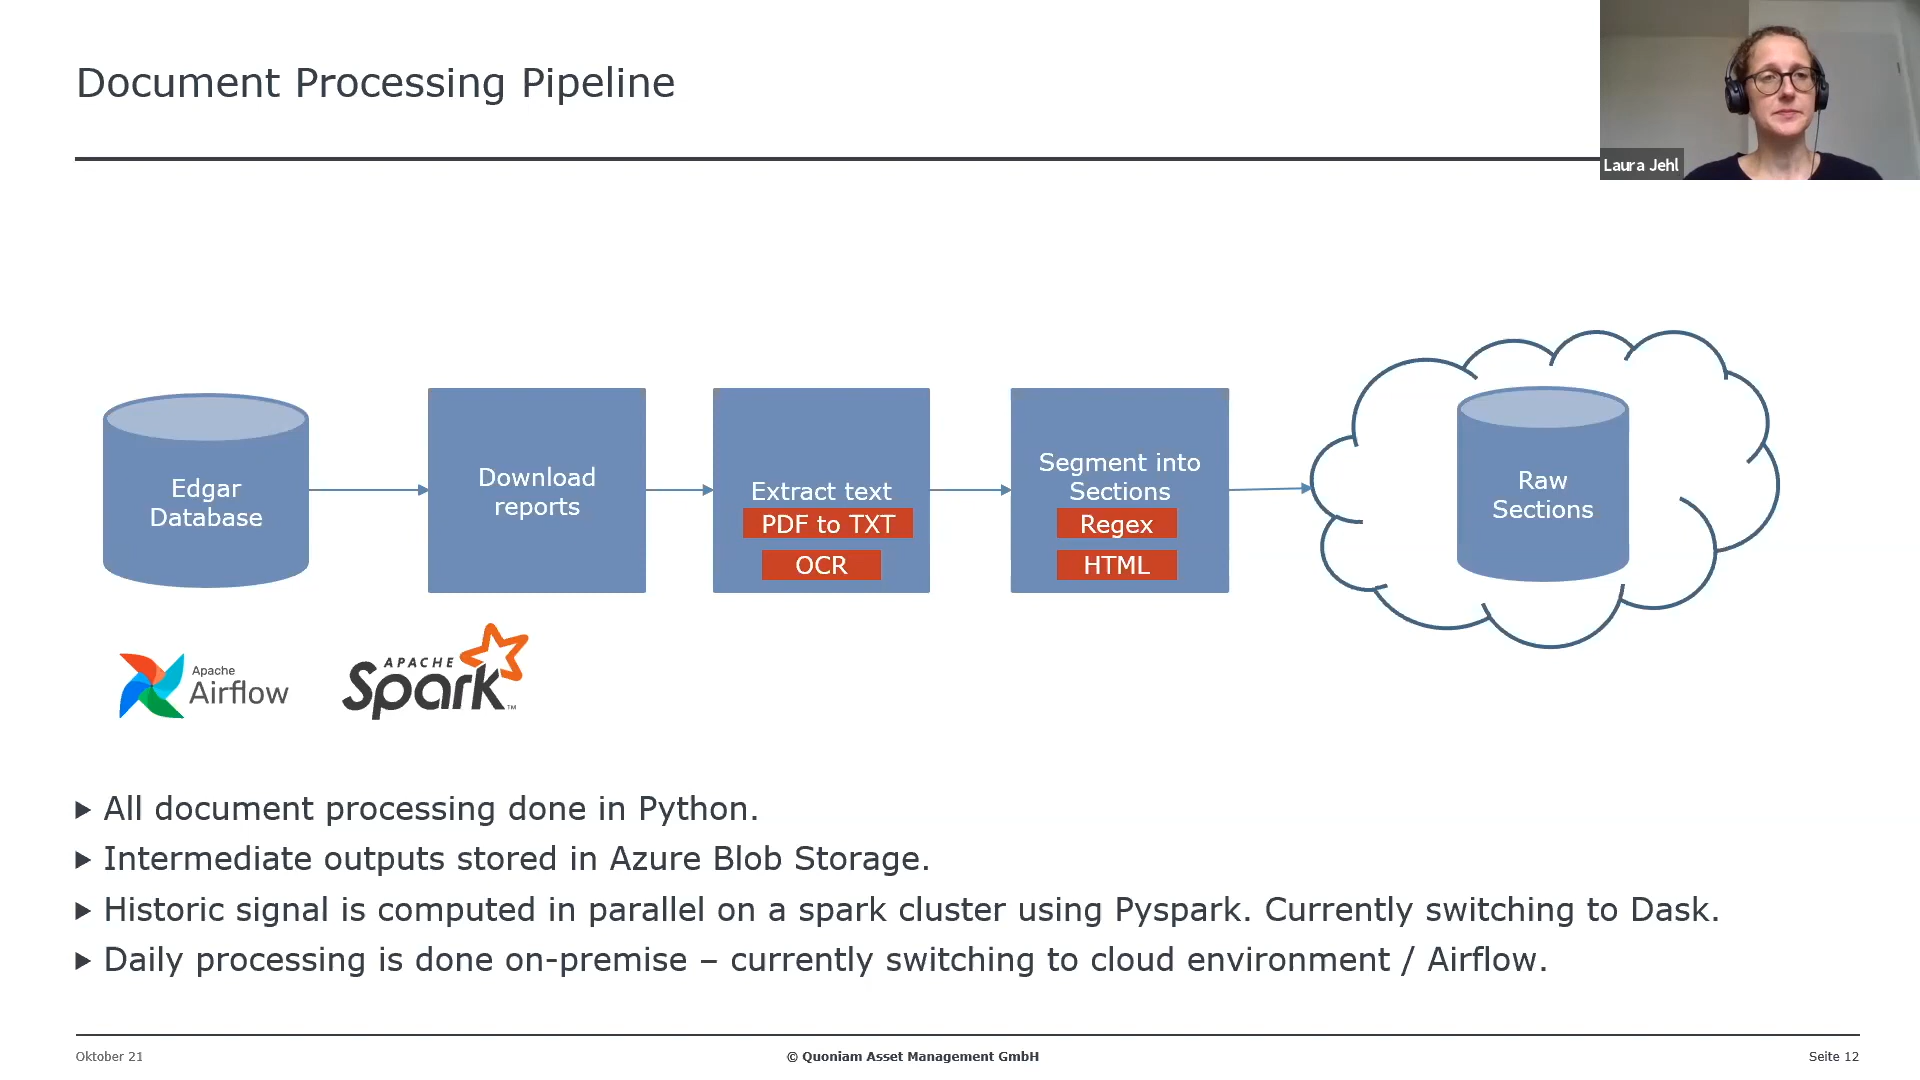 Document Processing Pipeline
Laura Jehl
Edgar
Database
Download
reports
Extract text
PDF to TXT
OCR
Segment into
Sections
Regex
HTML
Raw
Sections
Apache
Airflow
APACHE
Spark™
All document processing done in Python.
Intermediate outputs stored in Azure Blob Storage.
Historic signal is computed in parallel on a spark cluster using Pyspark. Currently switching to Dask.
Daily processing is done on-premise – currently switching to cloud environment / Airflow.
Oktober 21
© Quoniam Asset Management GmbH
Seite 12